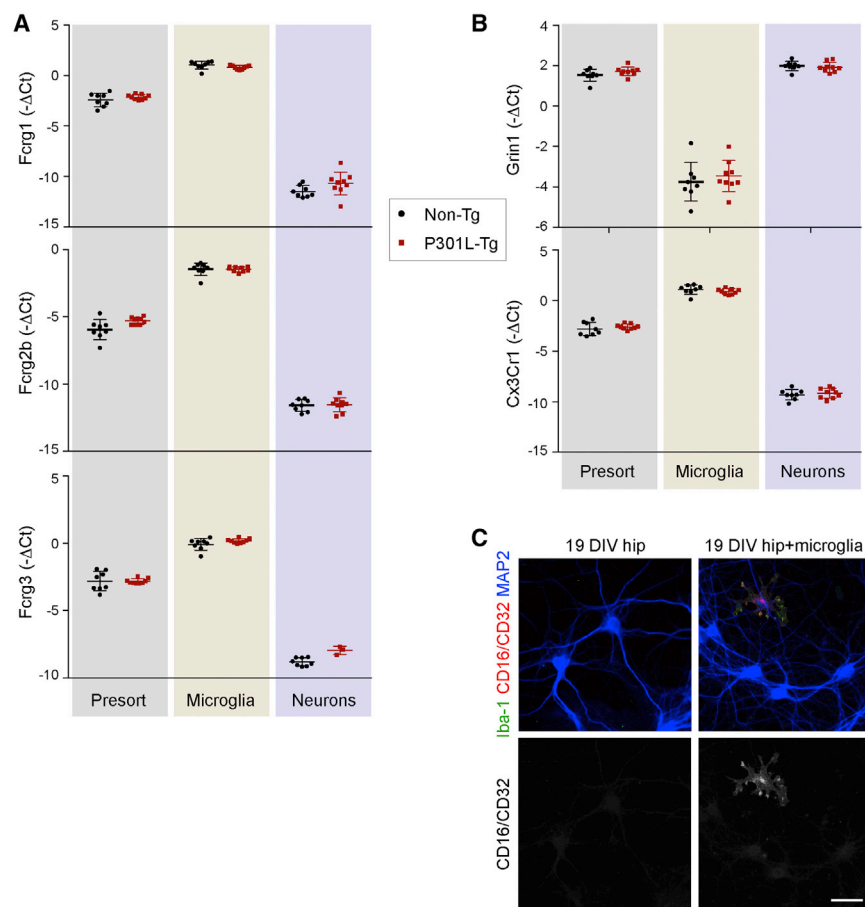 A
Fcrg1 (-ΔCt)
5
0
-5
-10
-15
Fcrg2b (-ΔCt)
0
-5
-10
-15
Fcrg3 (-ΔCt)
5
0
-5
-10
Presort Microglia Neurons
Non-Tg
P301L-Tg
B
Grin1 (-ΔCt)
4
2
0
-2
-4
-6
Cx3Cr1 (-ΔCt)
5
0
-5
-10
-15
Presort Microglia Neurons
C
19 DIV hip 19 DIV hip+microglia
Iba-1 CD16/CD32 MAP2
CD16/CD32